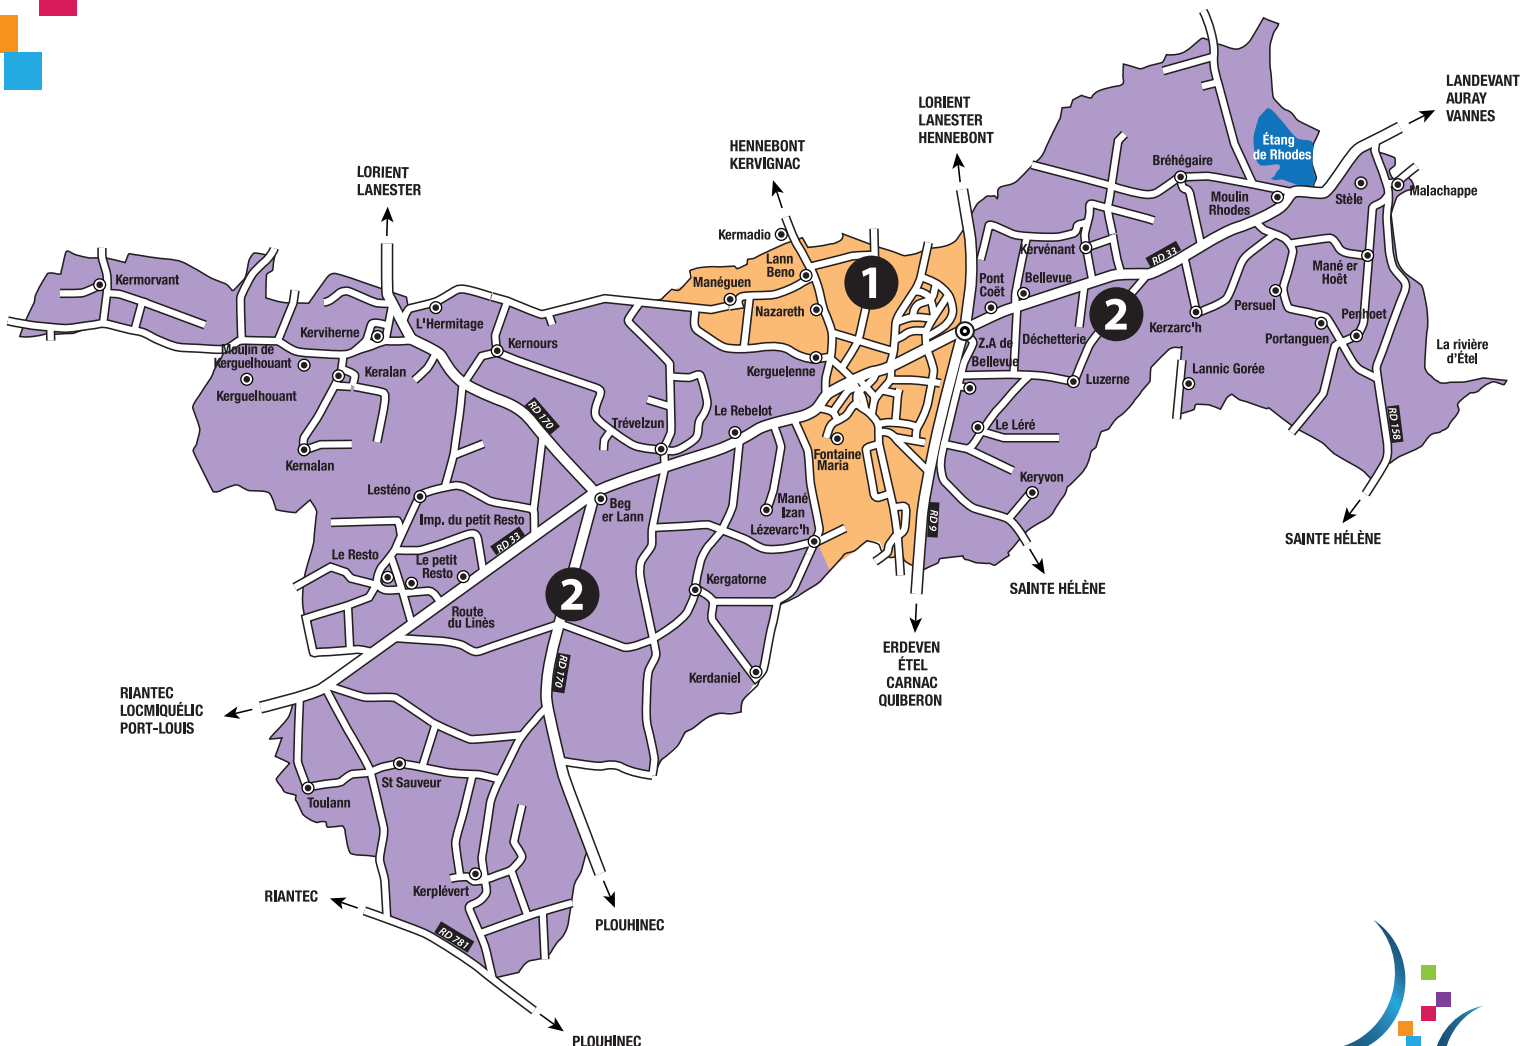 LANDEVANT
AURAY
VANNES
LORIENT
LANESTER
HENNEBONT
HENNEBONT
KERVIGNAC
LORIENT
LANESTER
Étang
de Rhodes
Bréhégaire
Moulin
Rhodes
Stèle
Malachappe
Kermadio
Lann
Beno
Manéguen
Nazareth
1
Kervénant
RD 33
Pont
Coët
Bellevue
Mané er
Hoët
Persuel
Penhoet
Kermorvant
L'Hermitage
Kerviherne
Kernours
Moulin de
Kerguelhouant
Keralan
Kerguelhouant
Kerguelenne
Z.A de
Bellevue
Déchetterie
2
Kerzarc'h
Portanguen
La rivière
d'Étel
Lannic Gorée
Luzerne
RD 170
Le Rebelot
Trévelzun
Fontaine
Maria
Le Léré
RD 158
Kernalan
Lesténo
Imp. du petit Resto
RD 33
Beg
er Lann
Mané
Izan
Lézevarc'h
RD 9
Keryvon
SAINTE HÉLÈNE
Le Resto
Le petit
Resto
2
Kergatorne
SAINTE HÉLÈNE
Route
du Linès
RD 170
Kerdaniel
ERDEVEN
ÉTEL
CARNAC
QUIBERON
RIANTEC
LOCMIQUÉLIC
PORT-LOUIS
Toulann
St Sauveur
Kerplévert
RIANTEC
RD 781
PLOUHINEC
PLOUHINEC